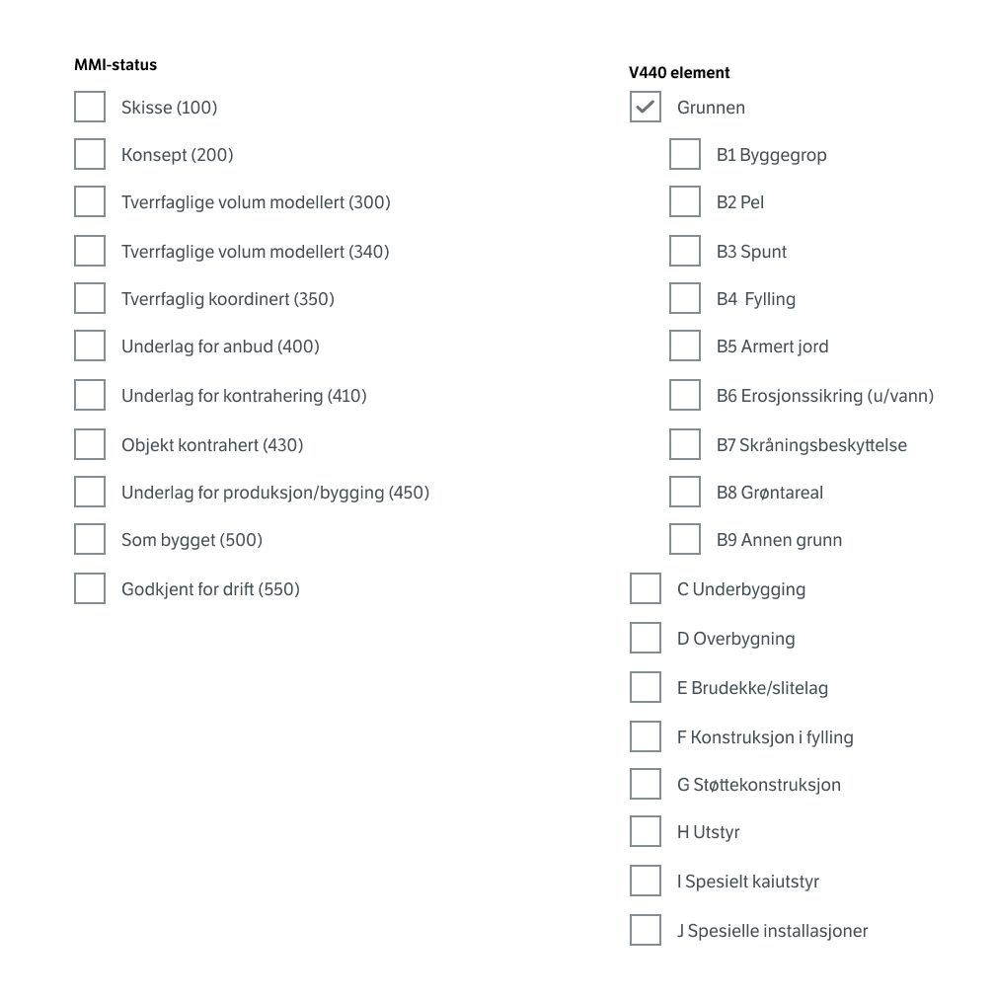 MMI-status
Skisse (100)
Konsept (200)
Tverrfaglige volum modellert (300)
Tverrfaglige volum modellert (340)
Tverrfaglig koordinert (350)
Underlag for anbud (400)
Underlag for kontrahering (410)
Objekt kontrahert (430)
Underlag for produksjon/bygging (450)
Som bygget (500)
Godkjent for drift (550)
V440 element
Grunnen
B1 Byggegrop
B2 Pel
B3 Spunt
B4 Fylling
B5 Armert jord
B6 Erosjonssikring (u/vann)
B7 Skråningsbeskyttelse
B8 Grøntareal
B9 Annen grunn
C Underbygging
D Overbygning
E Brudekke/slitelag
F Konstruksjon i fylling
G Støttekonstruksjon
H Utstyr
I Spesielt kaiutstyr
J Spesielle installasjoner